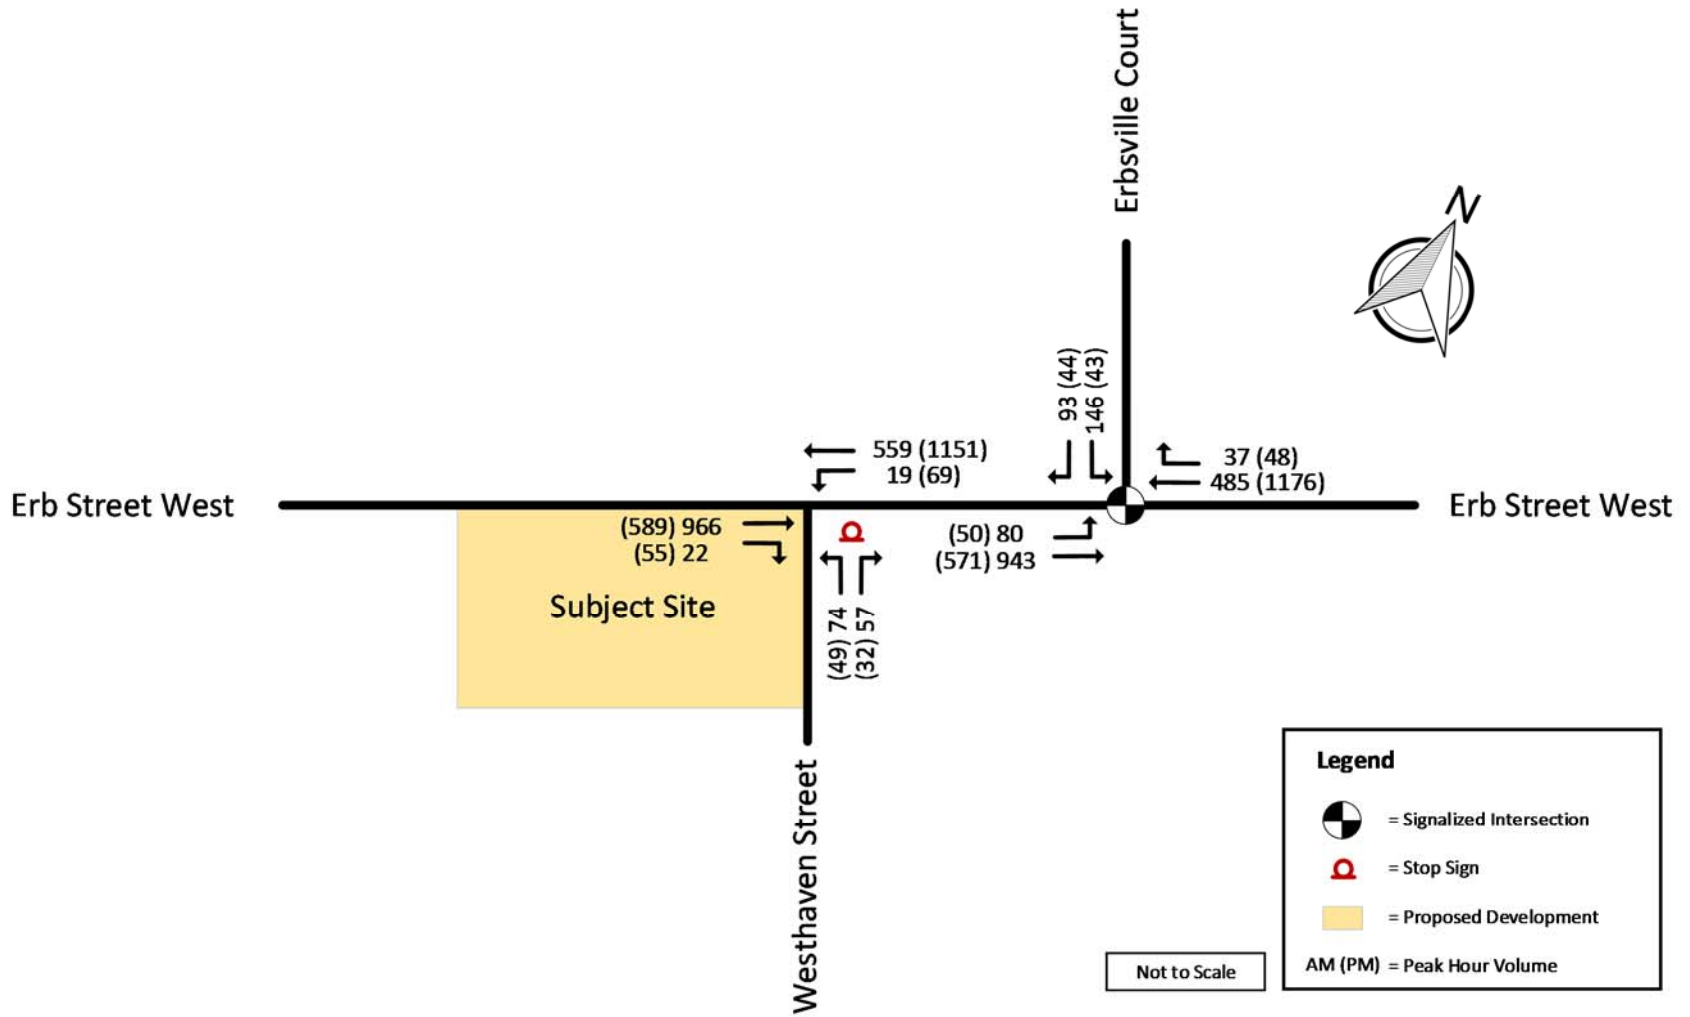 Erbsville Court
N
93 (44)
146 (43)
559 (1151)
19 (69)
37 (48)
485 (1176)
Erb Street West
Erb Street West
(589) 966
(55) 22
(50) 80
(571) 943
Subject Site
(49) 74
(32) 57
Westhaven Street
Legend
= Signalized Intersection
= Stop Sign
= Proposed Development
AM (PM) = Peak Hour Volume
Not to Scale